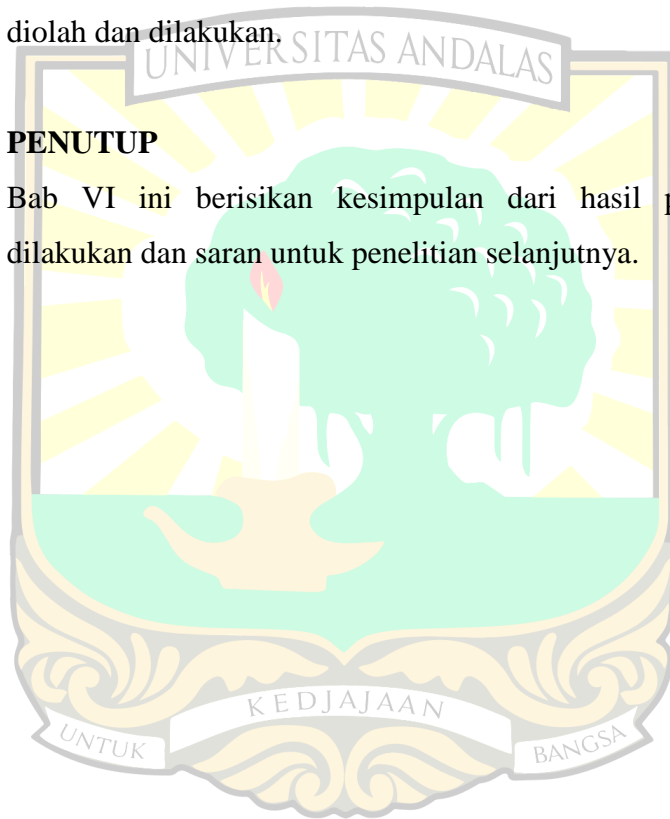 diolah dan dilakukan.
UNIVERSITAS ANDALAS
PENUTUP
Bab VI ini berisikan kesimpulan dari hasil
dilakukan dan saran untuk penelitian selanjutnya.
KEDJAJAAN
UNTUK
BANGSA